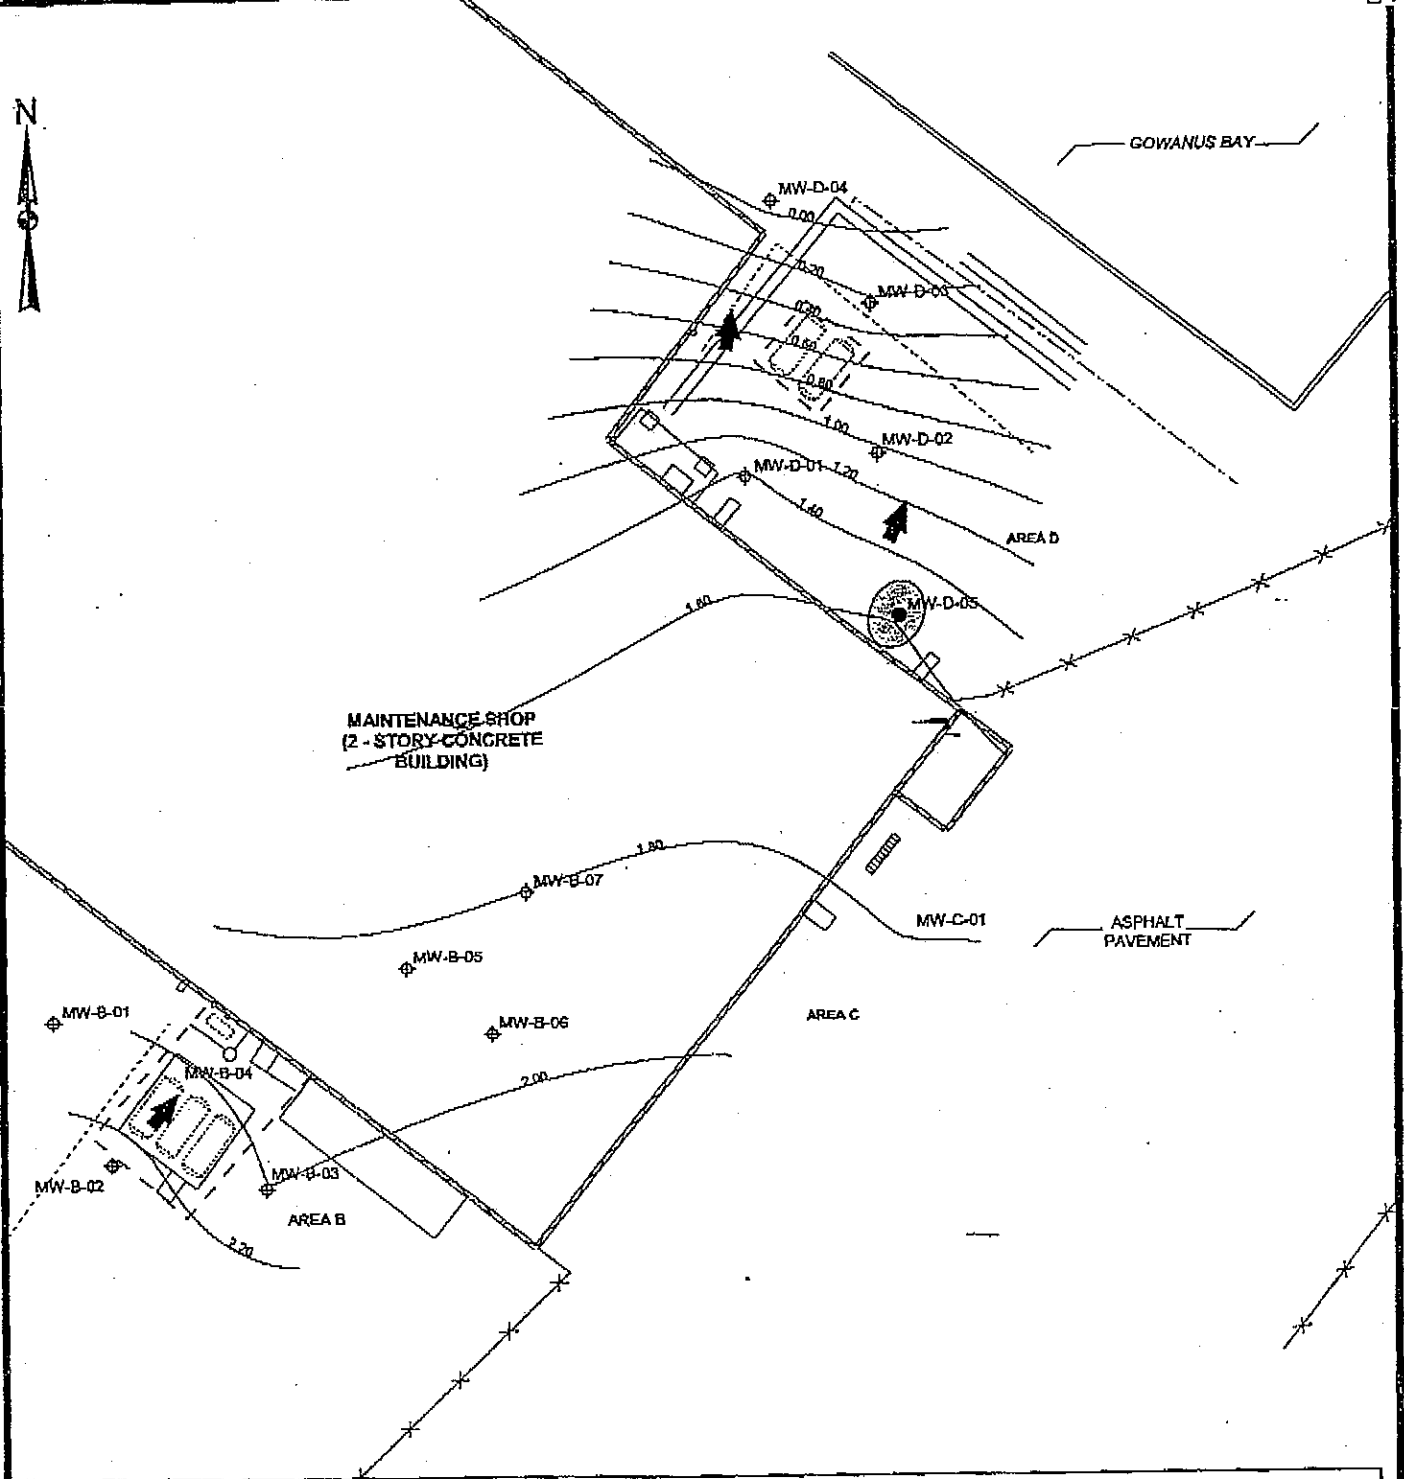 N
GOWANUS BAY
MW-D-04
0.00
0.20
MW-D-03
0.40
0.60
0.80
1.00
MW-D-02
MW-D-01
1.20
1.40
AREA D
MW-D-05
1.60
MAINTENANCE SHOP
(2 - STORY CONCRETE
BUILDING)
1.80
MW-B-07
MW-C-01
ASPHALT
PAVEMENT
MW-B-05
MW-B-01
MW-B-06
AREA C
MW-B-04
2.00
MW-B-03
MW-B-02
AREA B
2.20